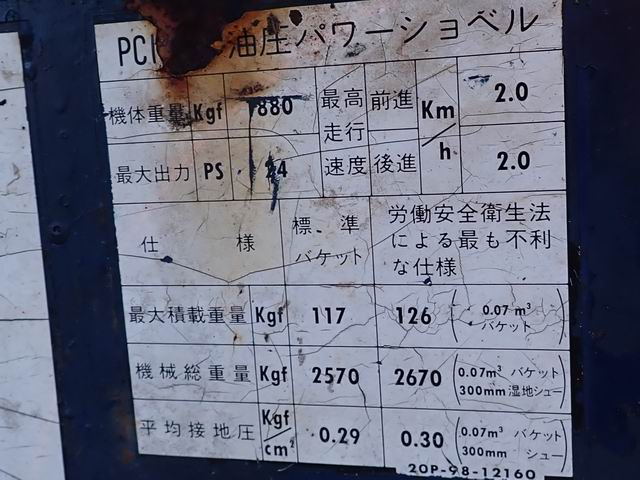 PC 油圧パワーショベル
機体重量 Kgf 1880 最高走行速度 前進 Km/h 2.0
最大出力 PS 24 後進 2.0
仕様 標準バケット 労働安全衛生法による最も不利な仕様
最大積載重量 Kgf 117 126 (0.07m³ バケット)
機械総重量 Kgf 2570 2670 (0.07m³ バケット 300mm 湿地シュー)
平均接地圧 Kgf/cm² 0.29 0.30 (0.07m³ バケット 300mm シュー)
20P-98-12160